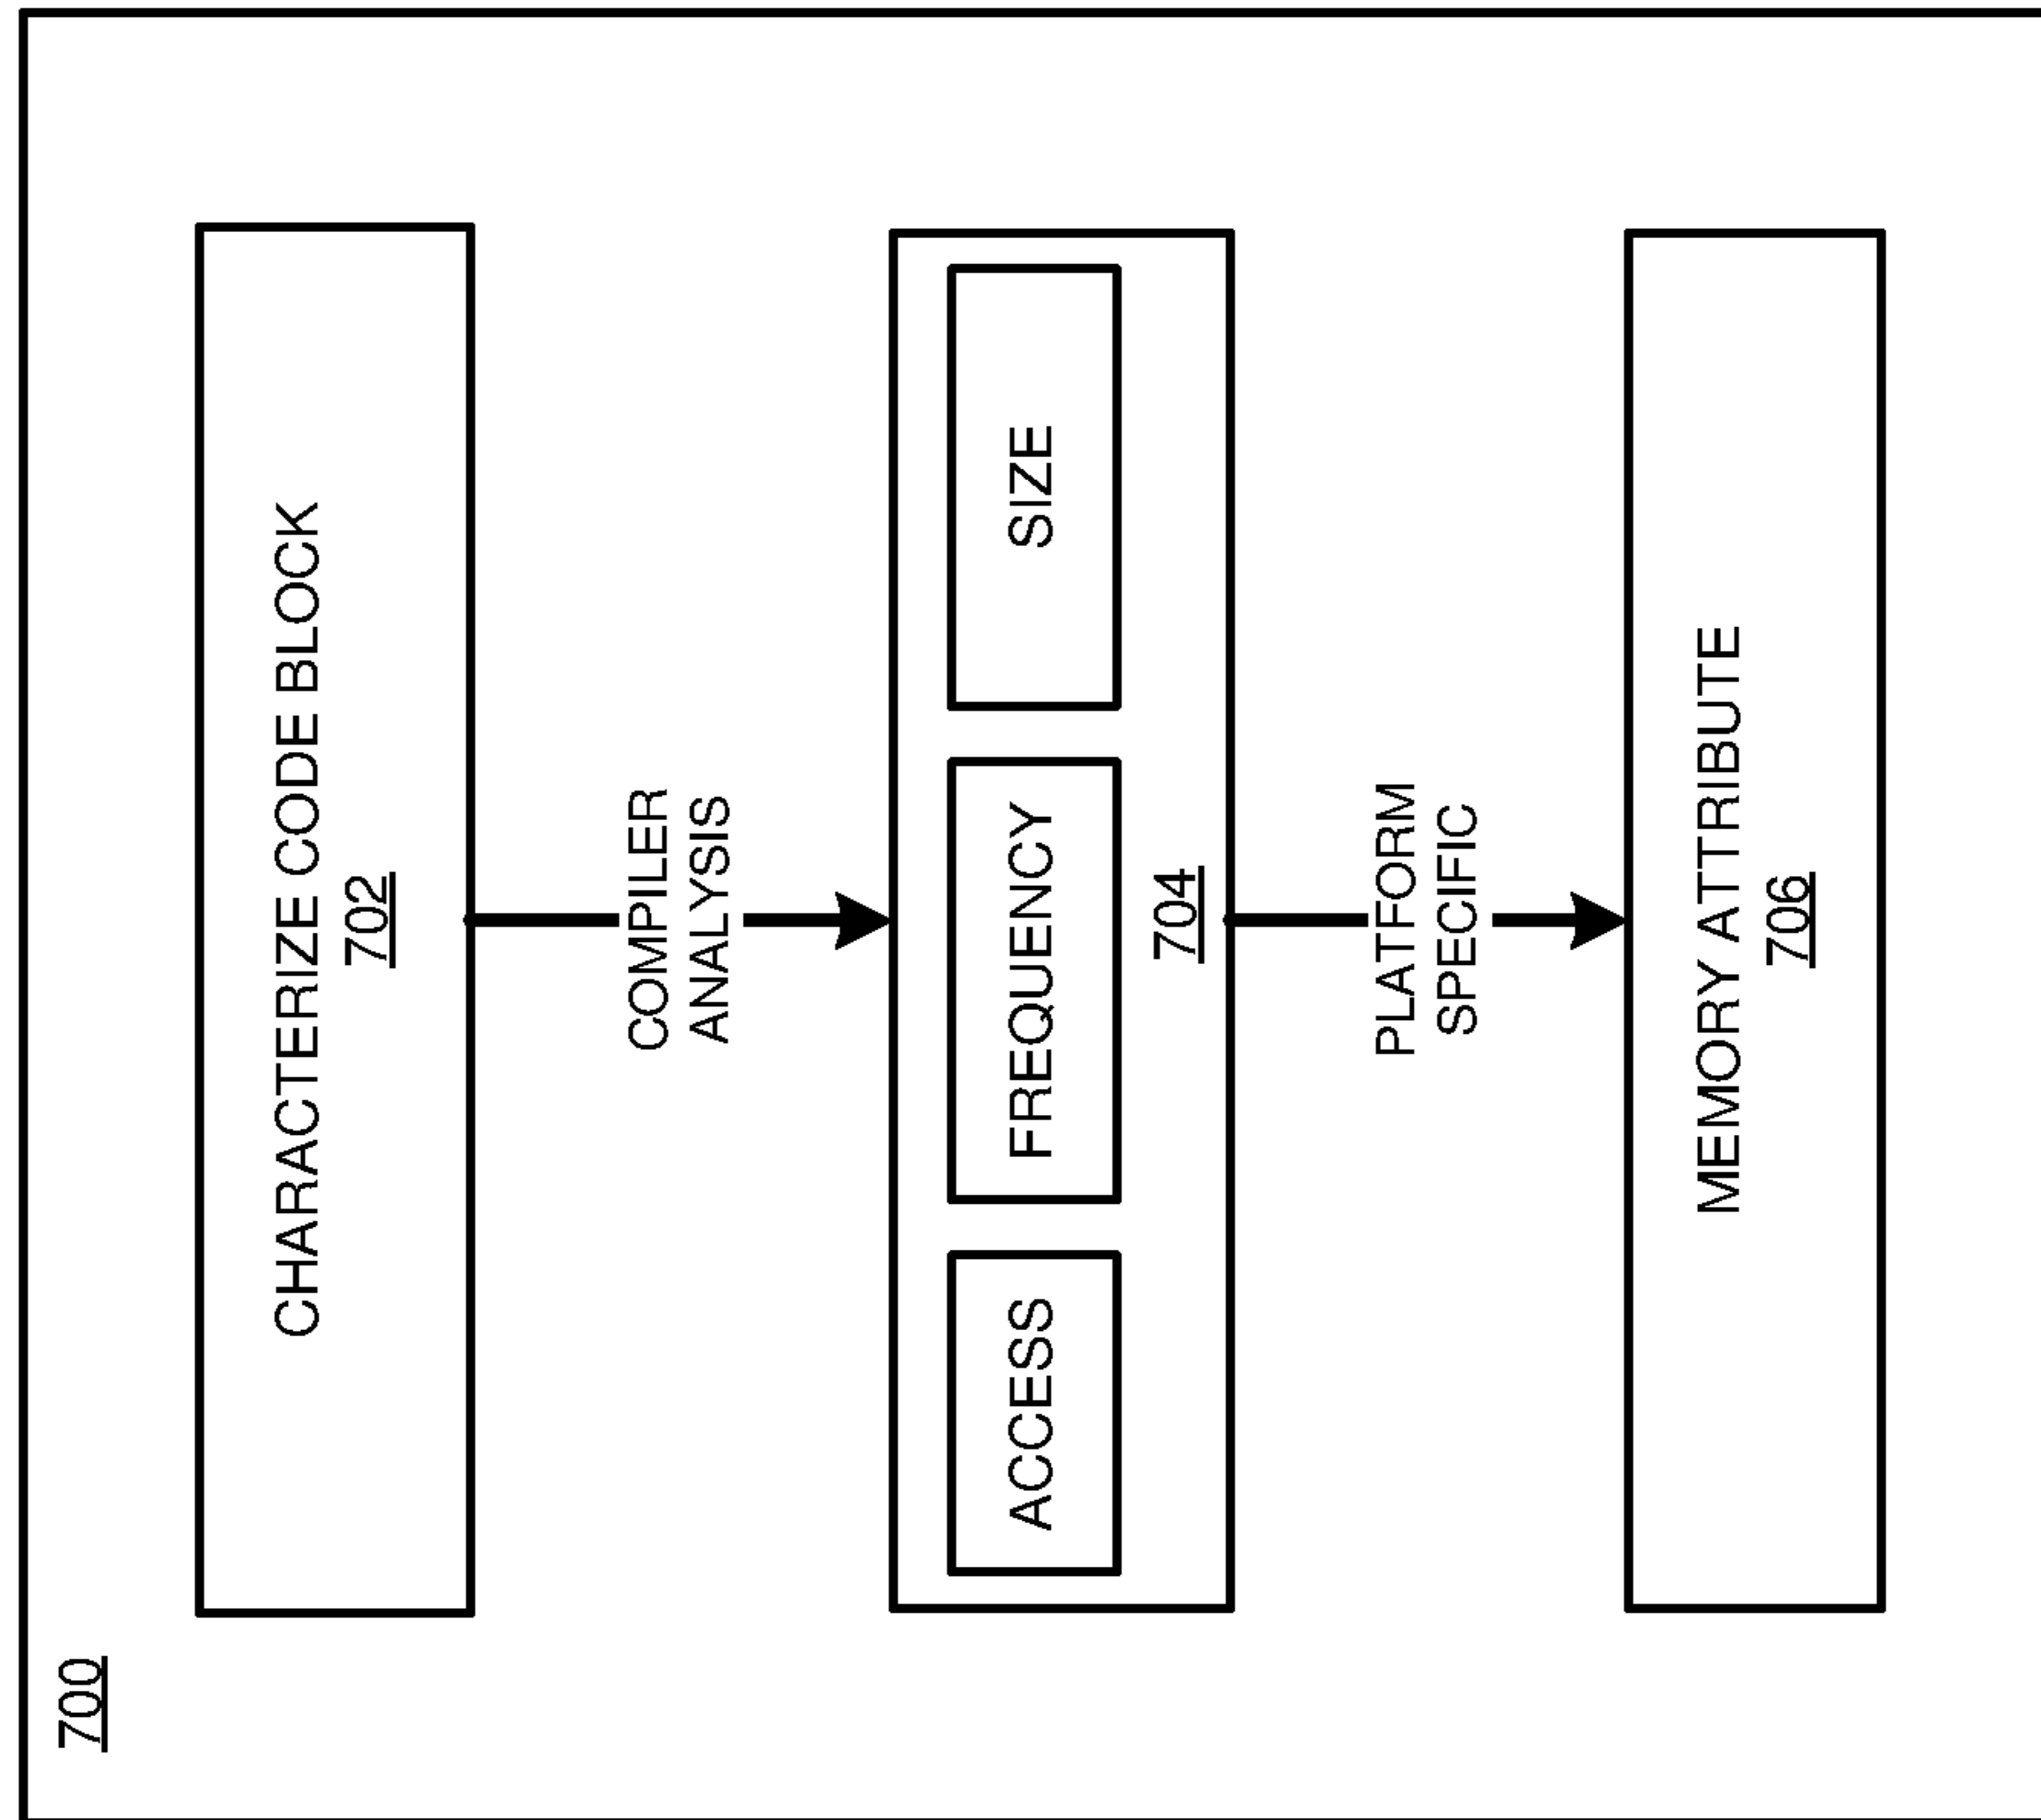 700
CHARACTERIZE CODE BLOCK
702
COMPILER
ANALYSIS
ACCESS
FREQUENCY
SIZE
704
PLATFORM
SPECIFIC
MEMORY ATTRIBUTE
706